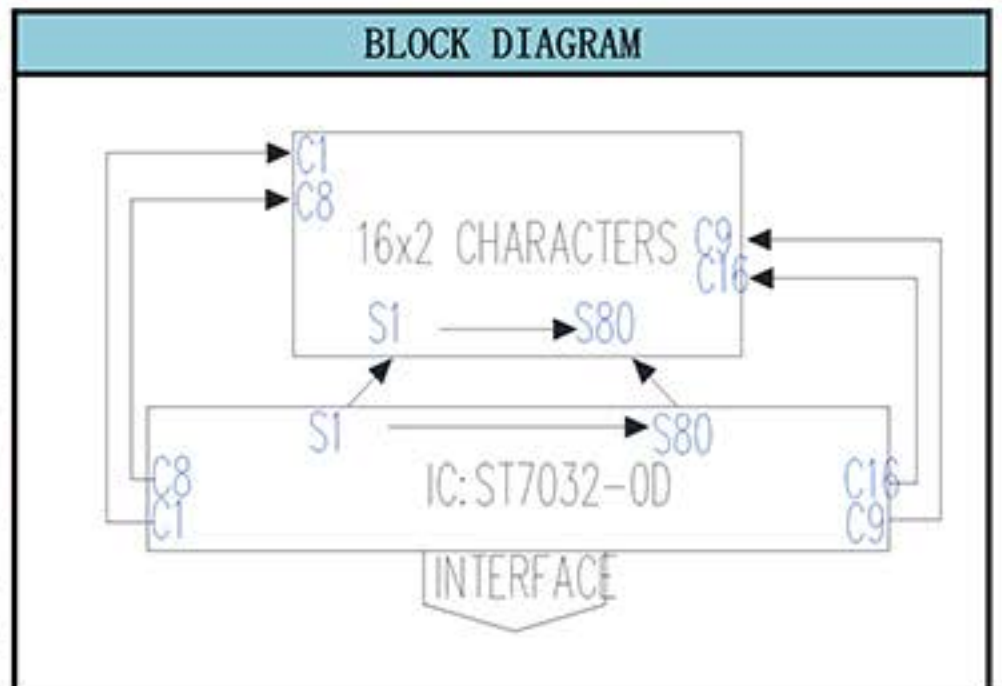 BLOCK DIAGRAM
C1
C8
16x2 CHARACTERS
C9
C16
S1 S80
S1 S80
C8
IC:ST7032-0D
C16
C1
C9
INTERFACE